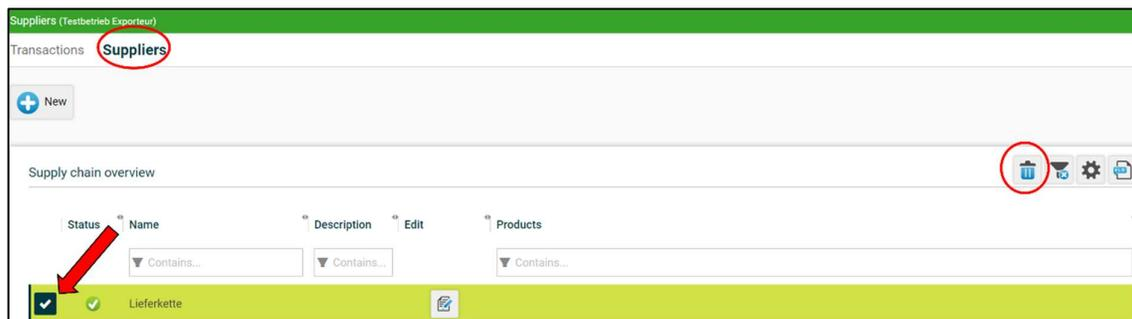 Suppliers (Testbetrieb Exporteur)
Transactions Suppliers
New
Supply chain overview
Status Name Description Edit Products
Contains... Contains... Contains...
Lieferkette